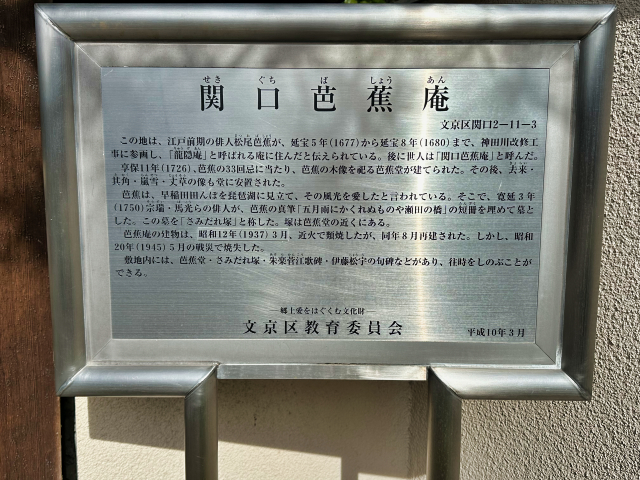 せき ぐち ば しょう あん
関口芭蕉庵
文京区関口2−11−3
この地は、江戸前期の俳人松尾芭蕉が、延宝5年(1677)から延宝8年(1680)まで、神田川改修工
事に参画し、「龍隠庵」と呼ばれる庵に住んだと伝えられている。後に世人は「関口芭蕉庵」と呼んだ。
享保11年(1726)、芭蕉の33回忌に当たり、芭蕉の木像を祀る芭蕉堂が建てられた。その後、去来・
其角・嵐雪・丈草の像も堂に安置された。
芭蕉は、早稲田田んぼを琵琶湖に見立て、その風光を愛したと言われている。そこで、寛延3年
(1750)宗瑞・馬光らの俳人が、芭蕉の真筆「五月雨にかくれぬものや瀬田の橋」の短冊を埋めて墓と
した。この墓を「さみだれ塚」と称した。塚は芭蕉堂の近くにある。
芭蕉庵の建物は、昭和12年(1937)3月、近火で類焼したが、同年8月再建された。しかし、昭和
20年(1945)5月の戦災で焼失した。
敷地内には、芭蕉堂・さみだれ塚・朱楽菅江歌碑・伊藤松宇の句碑などがあり、往時をしのぶことが
できる。
―郷土愛をはぐくむ文化財―
文京区教育委員会
平成10年3月